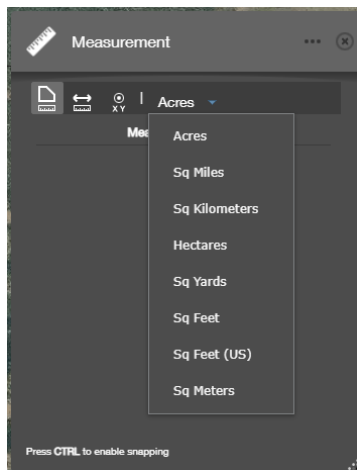 Measurement
X Y
Acres
Mea
Acres
Sq Miles
Sq Kilometers
Hectares
Sq Yards
Sq Feet
Sq Feet (US)
Sq Meters
Press CTRL to enable snapping